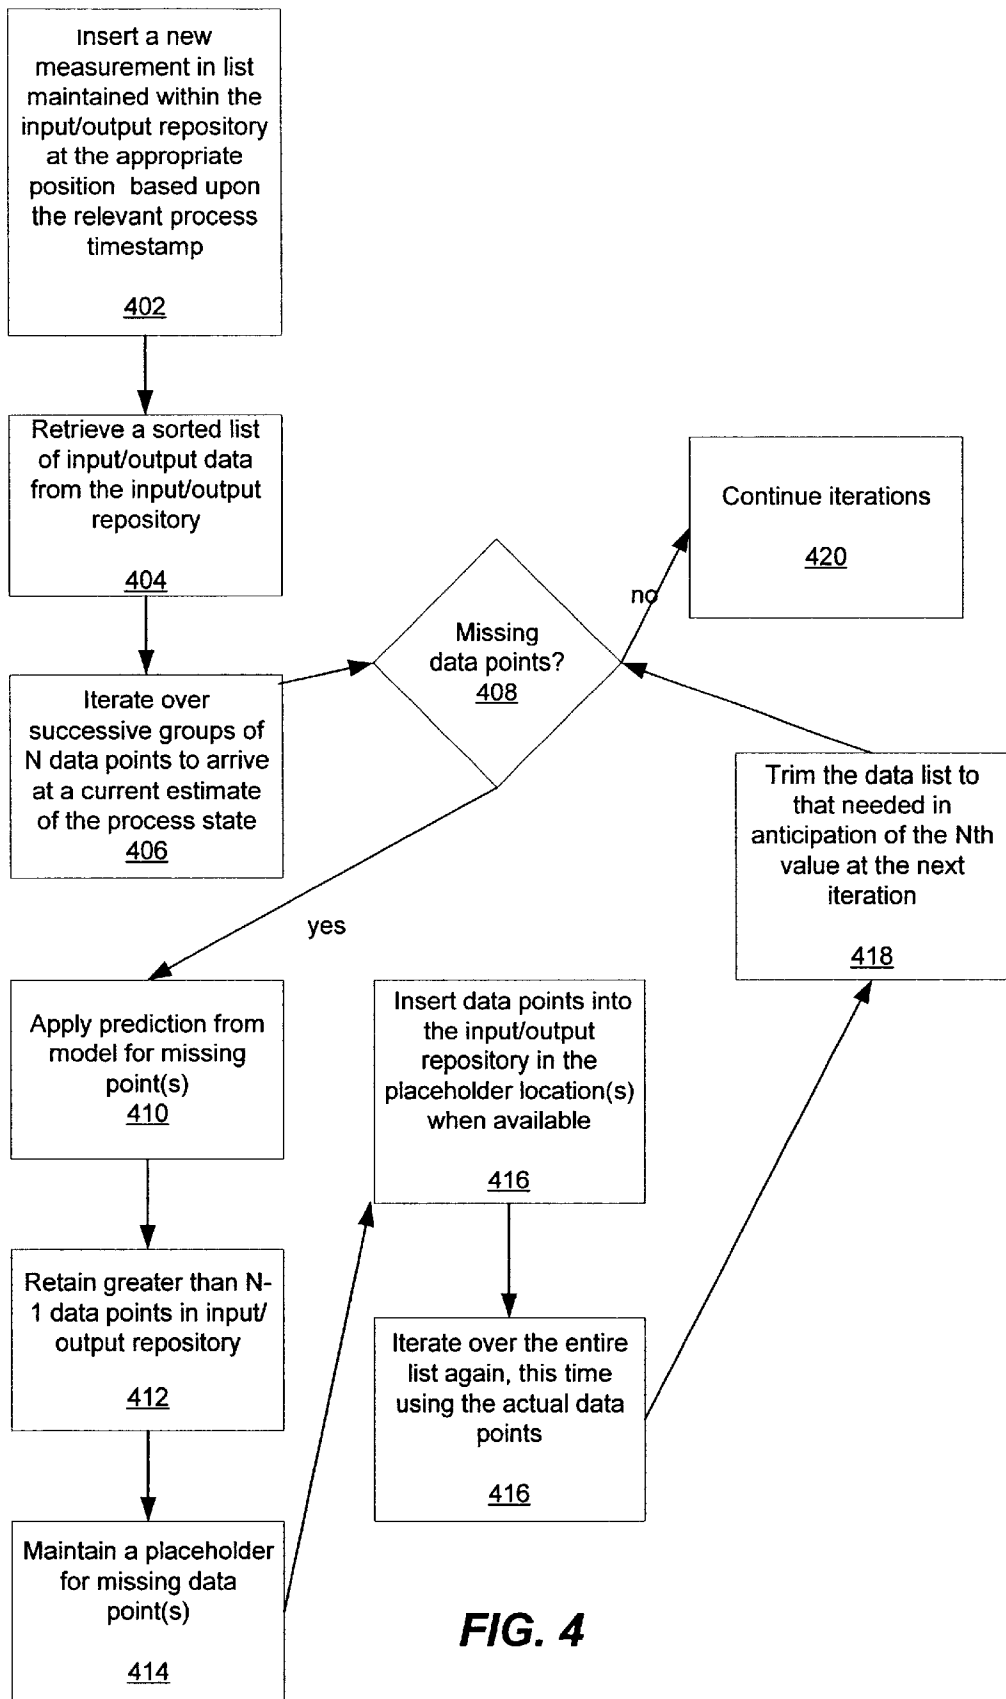 Insert a new
measurement in list
maintained within the
input/output repository
at the appropriate
position based upon
the relevant process
timestamp
402
Retrieve a sorted list
of input/output data
from the input/output
repository
404
Iterate over
successive groups of
N data points to arrive
at a current estimate
of the process state
406
Missing
data points?
408
no
Continue iterations
420
yes
Apply prediction from
model for missing
point(s)
410
Retain greater than N-
1 data points in input/
output repository
412
Maintain a placeholder
for missing data
point(s)
414
Insert data points into
the input/output
repository in the
placeholder location(s)
when available
416
Iterate over the entire
list again, this time
using the actual data
points
416
Trim the data list to
that needed in
anticipation of the Nth
value at the next
iteration
418
FIG. 4